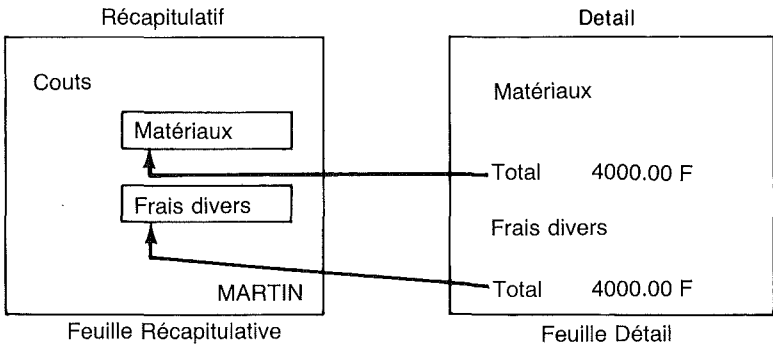 Récapitulatif
Couts
Matériaux
Frais divers
MARTIN
Feuille Récapitulative
Detail
Matériaux
Total 4000.00 F
Frais divers
Total 4000.00 F
Feuille Détail